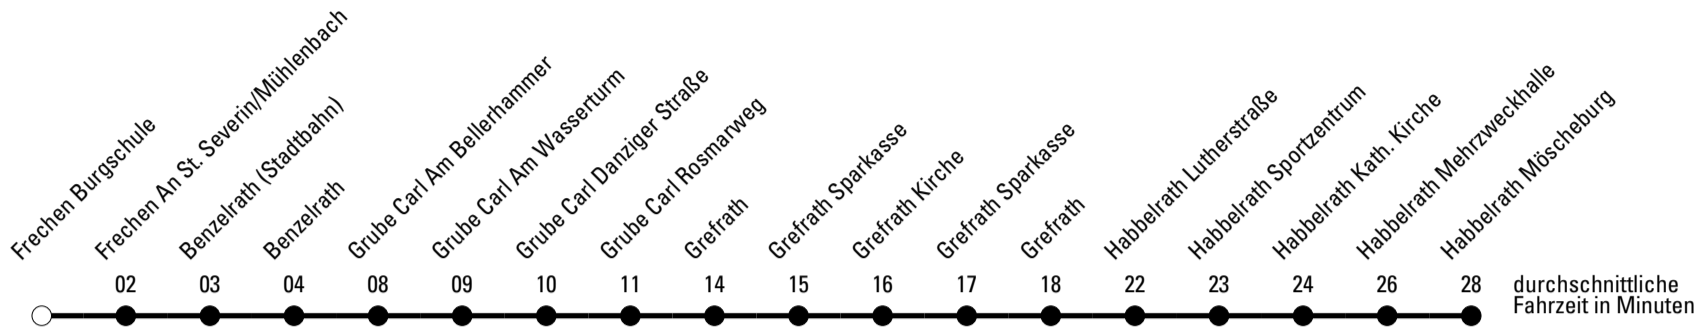 Frechen Burgschule
Frechen An St. Severin/Mühlenbach
Benzelrath (Stadtbahn)
Benzelrath
Grube Carl Am Bellerhammer
Grube Carl Am Wasserturm
Grube Carl Danziger Straße
Grube Carl Rosmarweg
Grefrath
Grefrath Sparkasse
Grefrath Kirche
Grefrath Sparkasse
Grefrath
Habbelrath Lutherstraße
Habbelrath Sportzentrum
Habbelrath Kath. Kirche
Habbelrath Mehrzweckhalle
Habbelrath Möscheburg
02 03 04 08 09 10 11 14 15 16 17 18 22 23 24 26 28
durchschnittliche
Fahrzeit in Minuten